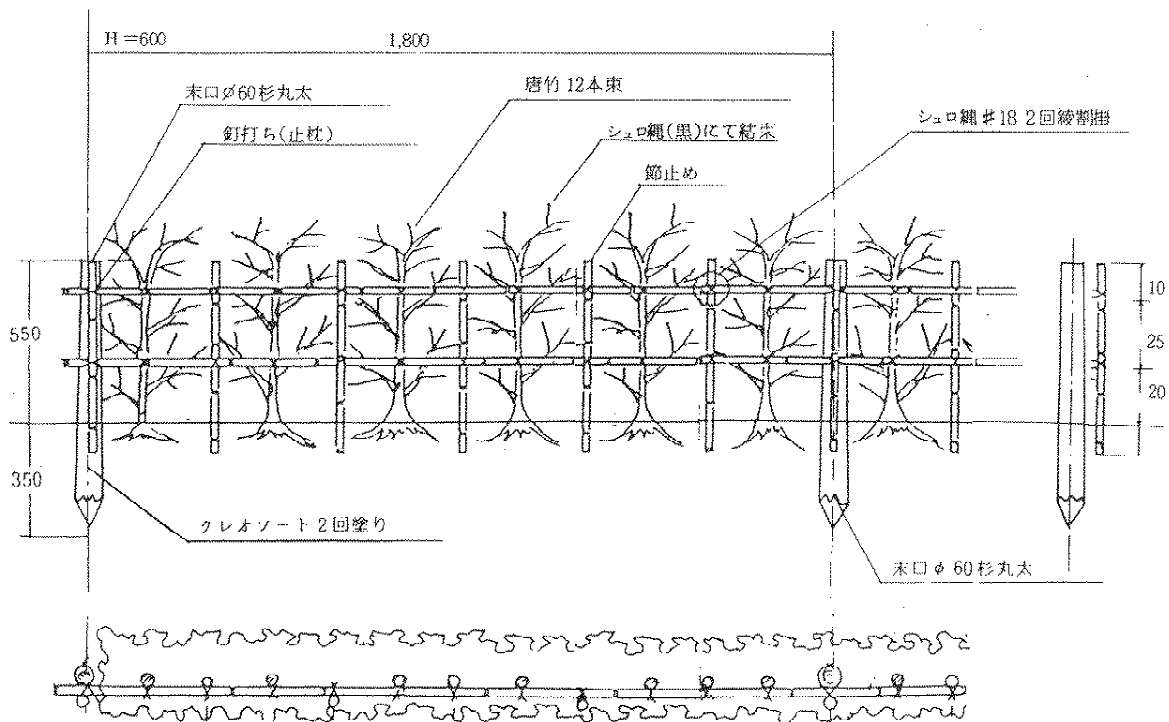 H=600
1,800
末口φ60杉丸太
唐竹12本束
釘打ち(止枕)
シュロ縄(黒)にて結束
シュロ縄#18 2回綾割掛
節止め
550
10
25
20
350
クレオソート2回塗り
末口φ60杉丸太